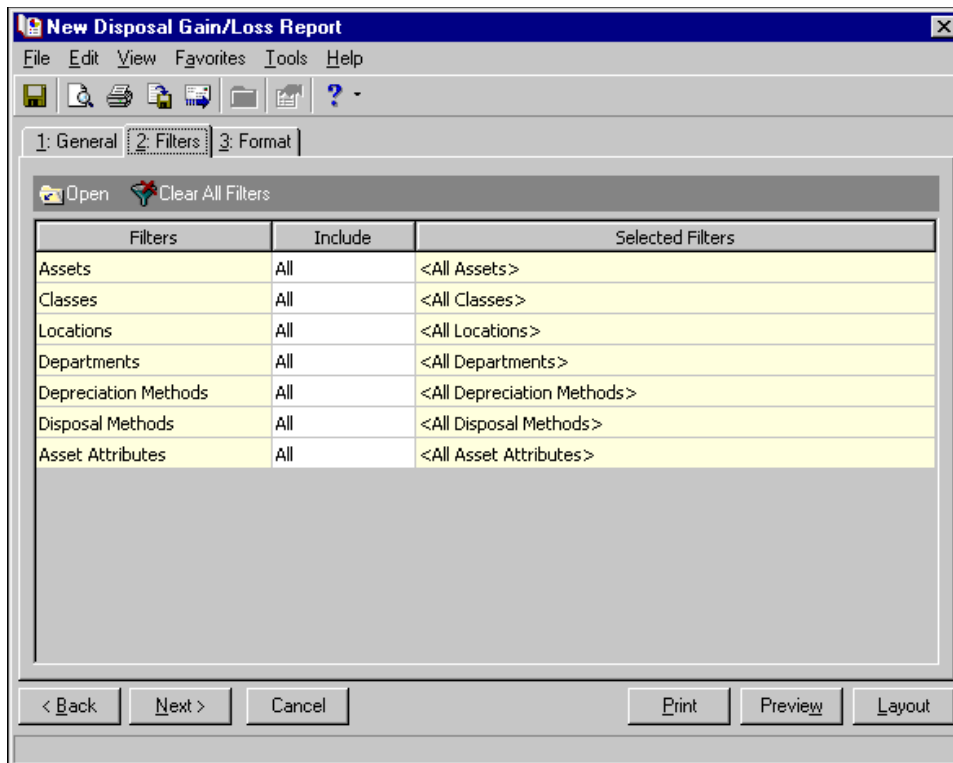 New Disposal Gain/Loss Report
File Edit View Favorites Tools Help
?
1: General 2: Filters 3: Format
Open Clear All Filters
Filters Include Selected Filters
Assets All <All Assets>
Classes All <All Classes>
Locations All <All Locations>
Departments All <All Departments>
Depreciation Methods All <All Depreciation Methods>
Disposal Methods All <All Disposal Methods>
Asset Attributes All <All Asset Attributes>
< Back Next > Cancel Print Preview Layout